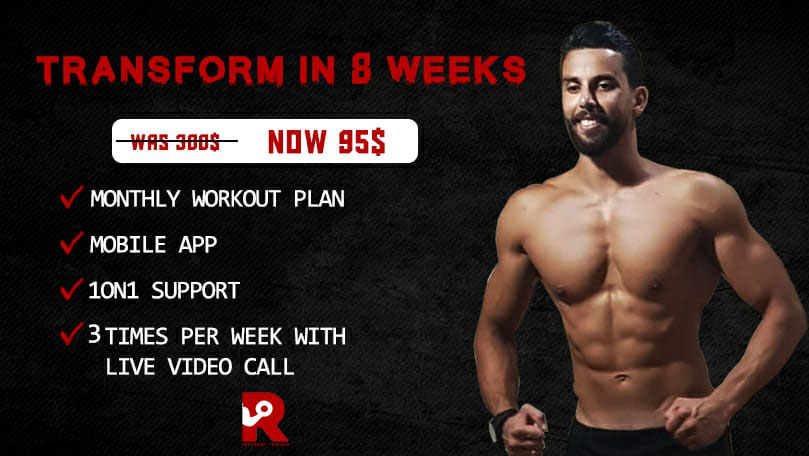 TRANSFORM IN 8 WEEKS
WAS 300$ NOW 95$
MONTHLY WORKOUT PLAN
MOBILE APP
1ON1 SUPPORT
3 TIMES PER WEEK WITH
LIVE VIDEO CALL
R